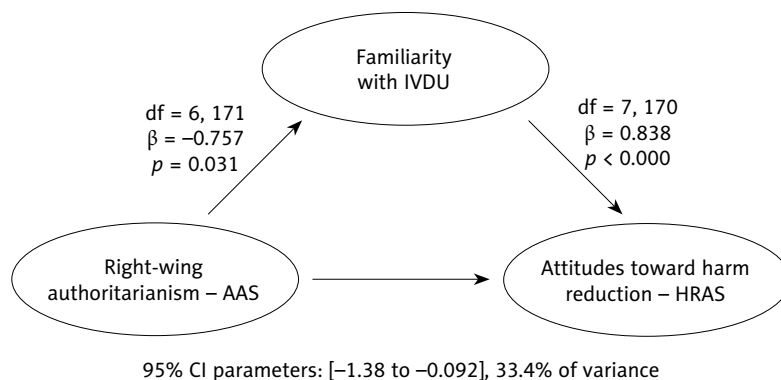 Familiarity
with IVDU
df = 6, 171
β = –0.757
p = 0.031
df = 7, 170
β = 0.838
p < 0.000
Right-wing
authoritarianism – AAS
Attitudes toward harm
reduction – HRAS
95% CI parameters: [–1.38 to –0.092], 33.4% of variance